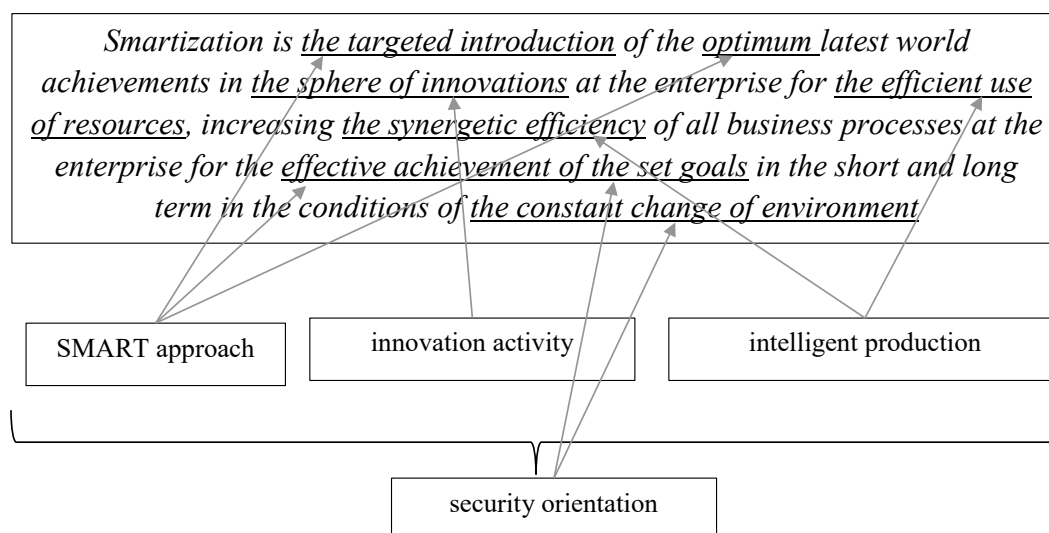 Smartization is the targeted introduction of the optimum latest world
achievements in the sphere of innovations at the enterprise for the efficient use
of resources, increasing the synergetic efficiency of all business processes at the
enterprise for the effective achievement of the set goals in the short and long
term in the conditions of the constant change of environment
SMART approach
innovation activity
intelligent production
security orientation